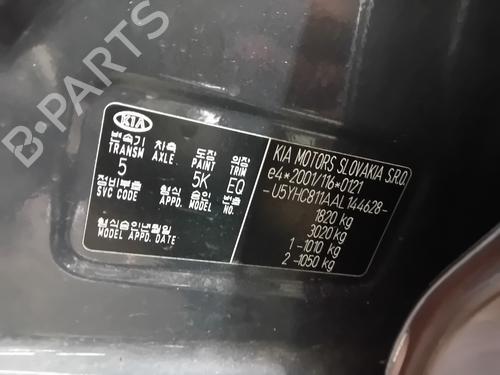 B-PARTS
KIA
변속기 차축 도장 의장
TRANSM AXLE. PAINT TRIM
5 5K EQ
정비부호 형식 승인 번호
SVC CODE APPD. MODEL NO.
형식승인년월일
MODEL APPD. DATE
KIA MOTORS SLOVAKIA S.R.O.
e4*2001/116*0121
-U5YHC811AAL144628-
1820 kg
3020 kg
1-1010 kg
2-1050 kg